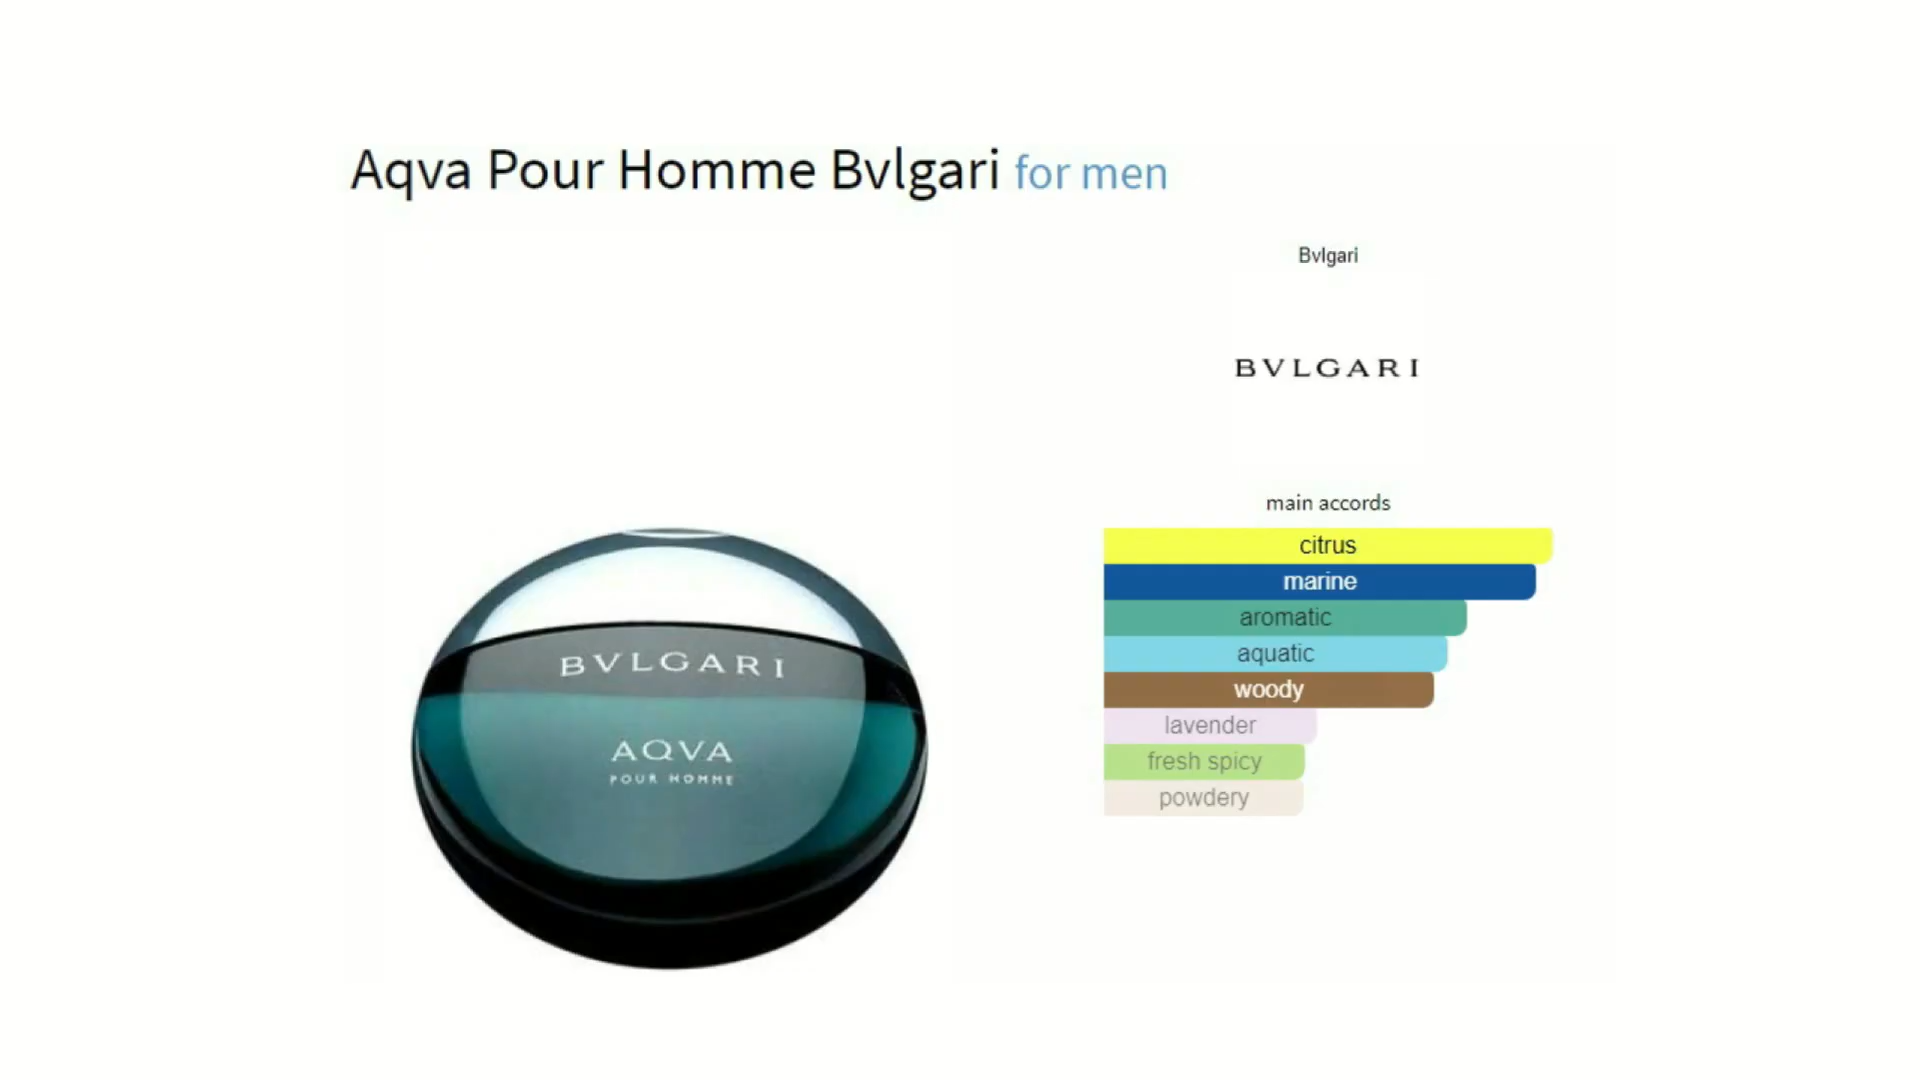 Aqva Pour Homme Bvlgari for men
Bvlgari
BVLGARI
main accords
citrus
marine
aromatic
aquatic
woody
lavender
fresh spicy
powdery
BVLGARI
AQVA
POUR HOMME